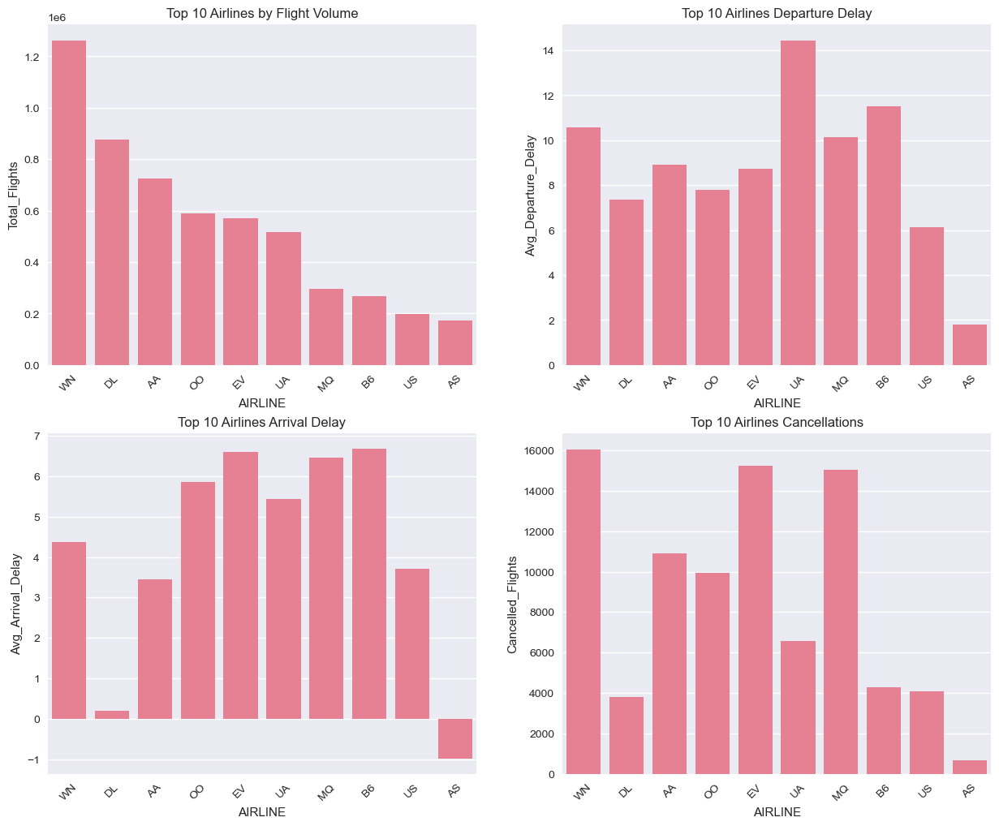 Top 10 Airlines by Flight Volume
1e6
1.2
1.0
0.8
0.6
0.4
0.2
0.0
Total_Flights
WN DL AA OO EV UA MQ B6 US AS
AIRLINE
Top 10 Airlines Departure Delay
14
12
10
8
6
4
2
0
Avg_Departure_Delay
WN DL AA OO EV UA MQ B6 US AS
AIRLINE
Top 10 Airlines Arrival Delay
7
6
5
4
3
2
1
0
−1
Avg_Arrival_Delay
WN DL AA OO EV UA MQ B6 US AS
AIRLINE
Top 10 Airlines Cancellations
16000
14000
12000
10000
8000
6000
4000
2000
0
Cancelled_Flights
WN DL AA OO EV UA MQ B6 US AS
AIRLINE